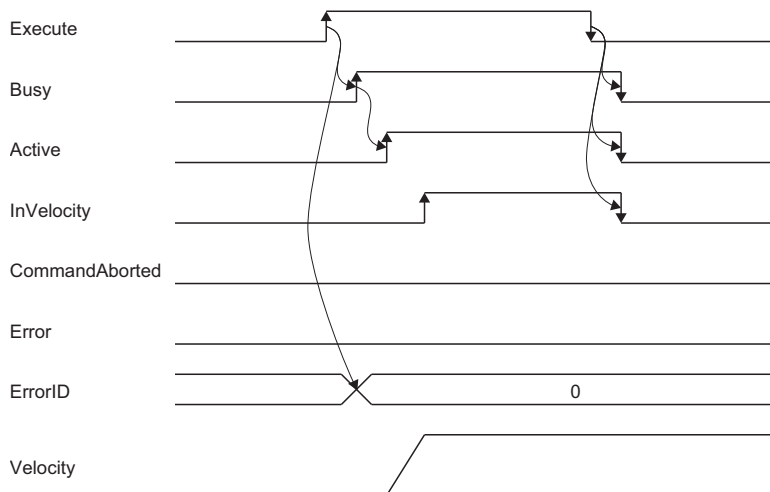 Execute
Busy
Active
InVelocity
CommandAborted
Error
ErrorID
0
Velocity